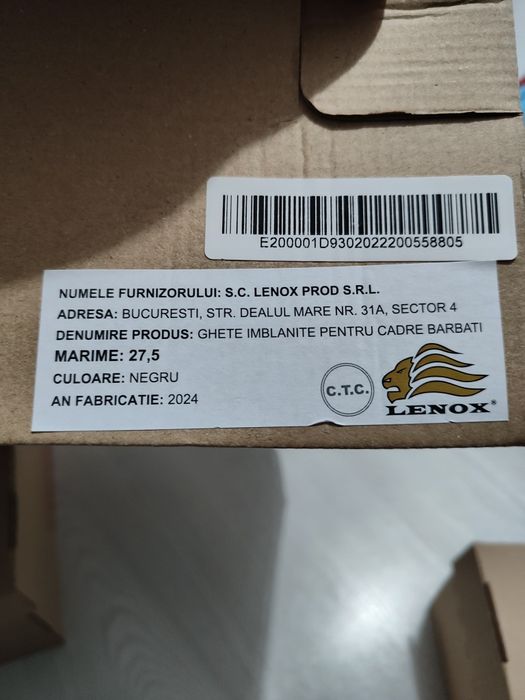 E200001D9302022200558805
NUMELE FURNIZORULUI: S.C. LENOX PROD S.R.L.
ADRESA: BUCURESTI, STR. DEALUL MARE NR. 31A, SECTOR 4
DENUMIRE PRODUS: GHETE IMBLANITE PENTRU CADRE BARBATI
MARIME: 27,5
CULOARE: NEGRU
AN FABRICATIE: 2024
C.T.C.
LENOX®